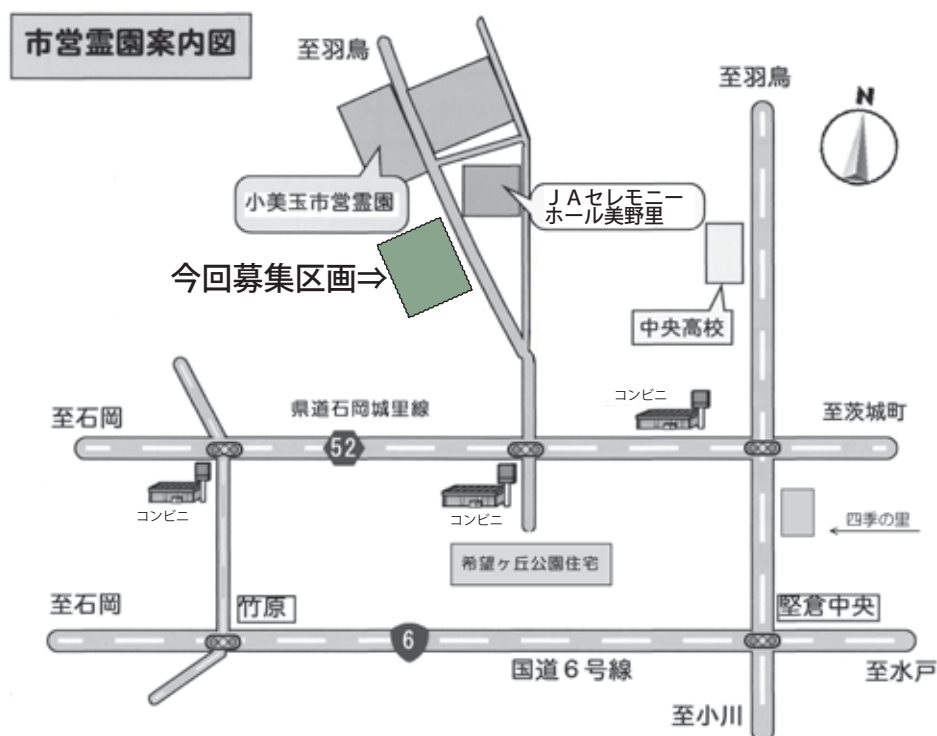 市営霊園案内図
至羽鳥
至羽鳥
N
小美玉市営霊園
JAセレモニー
ホール美野里
今回募集区画⇒
中央高校
コンビニ
県道石岡城里線
至石岡
至茨城町
52
コンビニ
コンビニ
四季の里
希望ヶ丘公園住宅
至石岡
竹原
堅倉中央
6
国道6号線
至水戸
至小川